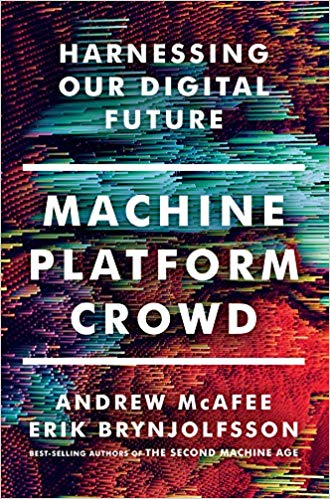 HARNESSING
OUR DIGITAL
FUTURE
MACHINE
PLATFORM
CROWD
ANDREW McAFEE
ERIK BRYNJOLFSSON
BEST-SELLING AUTHORS OF THE SECOND MACHINE AGE